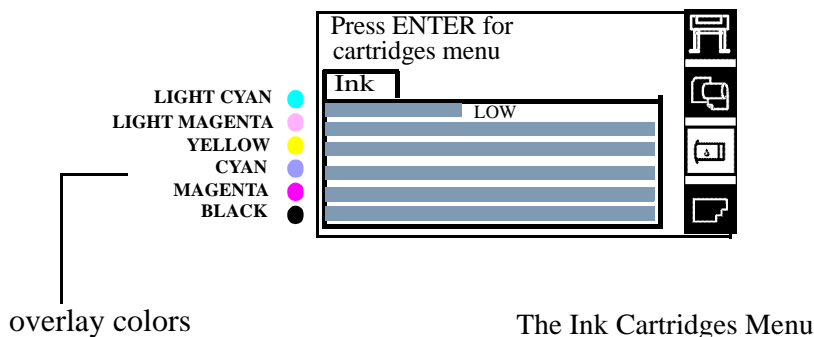 Press ENTER for
cartridges menu
Ink
LIGHT CYAN
LOW
LIGHT MAGENTA
YELLOW
CYAN
MAGENTA
BLACK
overlay colors
The Ink Cartridges Menu